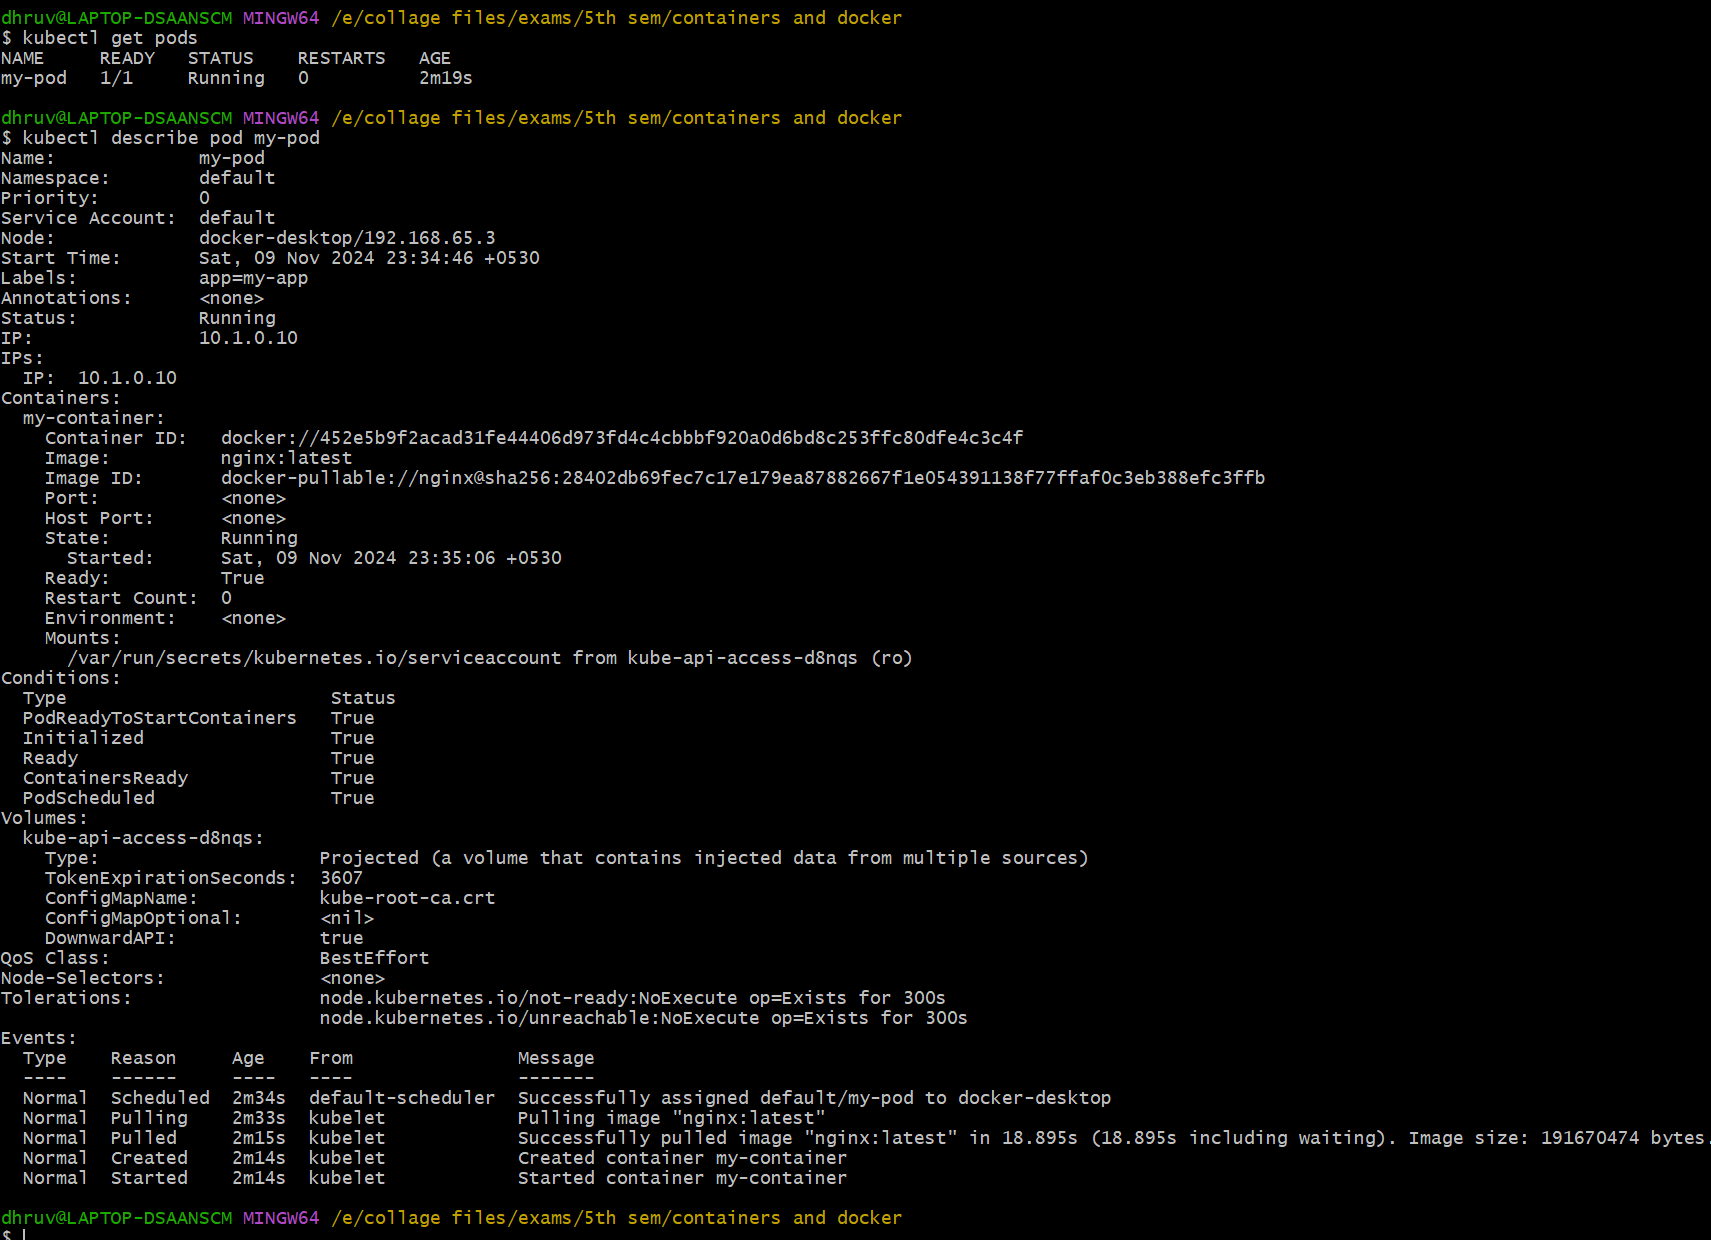 dhruv@LAPTOP-DSAANSCM MINGW64 /e/collage files/exams/5th sem/containers and docker
$ kubectl get pods
NAME     READY   STATUS    RESTARTS   AGE
my-pod   1/1     Running   0          2m19s

dhruv@LAPTOP-DSAANSCM MINGW64 /e/collage files/exams/5th sem/containers and docker
$ kubectl describe pod my-pod
Name:             my-pod
Namespace:        default
Priority:         0
Service Account:  default
Node:             docker-desktop/192.168.65.3
Start Time:       Sat, 09 Nov 2024 23:34:46 +0530
Labels:           app=my-app
Annotations:      <none>
Status:           Running
IP:               10.1.0.10
IPs:
  IP:  10.1.0.10
Containers:
  my-container:
    Container ID:   docker://452e5b9f2acad31fe44406d973fd4c4cbbbf920a0d6bd8c253ffc80dfe4c3c4f
    Image:          nginx:latest
    Image ID:       docker-pullable://nginx@sha256:28402db69fec7c17e179ea87882667f1e054391138f77ffaf0c3eb388efc3ffb
    Port:           <none>
    Host Port:      <none>
    State:          Running
      Started:      Sat, 09 Nov 2024 23:35:06 +0530
    Ready:          True
    Restart Count:  0
    Environment:    <none>
    Mounts:
      /var/run/secrets/kubernetes.io/serviceaccount from kube-api-access-d8nqs (ro)
Conditions:
  Type                        Status
  PodReadyToStartContainers   True
  Initialized                 True
  Ready                       True
  ContainersReady             True
  PodScheduled                True
Volumes:
  kube-api-access-d8nqs:
    Type:                    Projected (a volume that contains injected data from multiple sources)
    TokenExpirationSeconds:  3607
    ConfigMapName:           kube-root-ca.crt
    ConfigMapOptional:       <nil>
    DownwardAPI:             true
QoS Class:                   BestEffort
Node-Selectors:              <none>
Tolerations:                 node.kubernetes.io/not-ready:NoExecute op=Exists for 300s
                             node.kubernetes.io/unreachable:NoExecute op=Exists for 300s
Events:
  Type    Reason     Age    From               Message
  ----    ------     ----   ----               -------
  Normal  Scheduled  2m34s  default-scheduler  Successfully assigned default/my-pod to docker-desktop
  Normal  Pulling    2m33s  kubelet            Pulling image "nginx:latest"
  Normal  Pulled     2m15s  kubelet            Successfully pulled image "nginx:latest" in 18.895s (18.895s including waiting). Image size: 191670474 bytes.
  Normal  Created    2m14s  kubelet            Created container my-container
  Normal  Started    2m14s  kubelet            Started container my-container

dhruv@LAPTOP-DSAANSCM MINGW64 /e/collage files/exams/5th sem/containers and docker
$